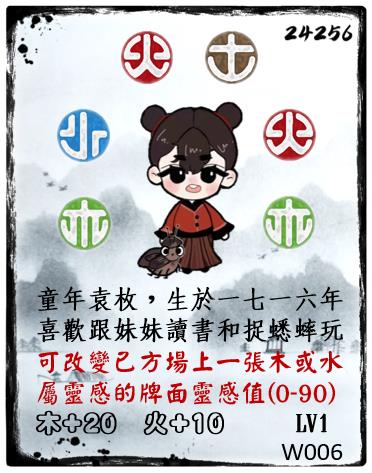 24256
火 土
水 火
木 木
童年袁枚，生於一七一六年
喜歡跟妹妹讀書和捉蟋蟀玩
可改變己方場上一張木或水
屬靈感的牌面靈感值(0-90)
木+20 火+10 LV1
W006